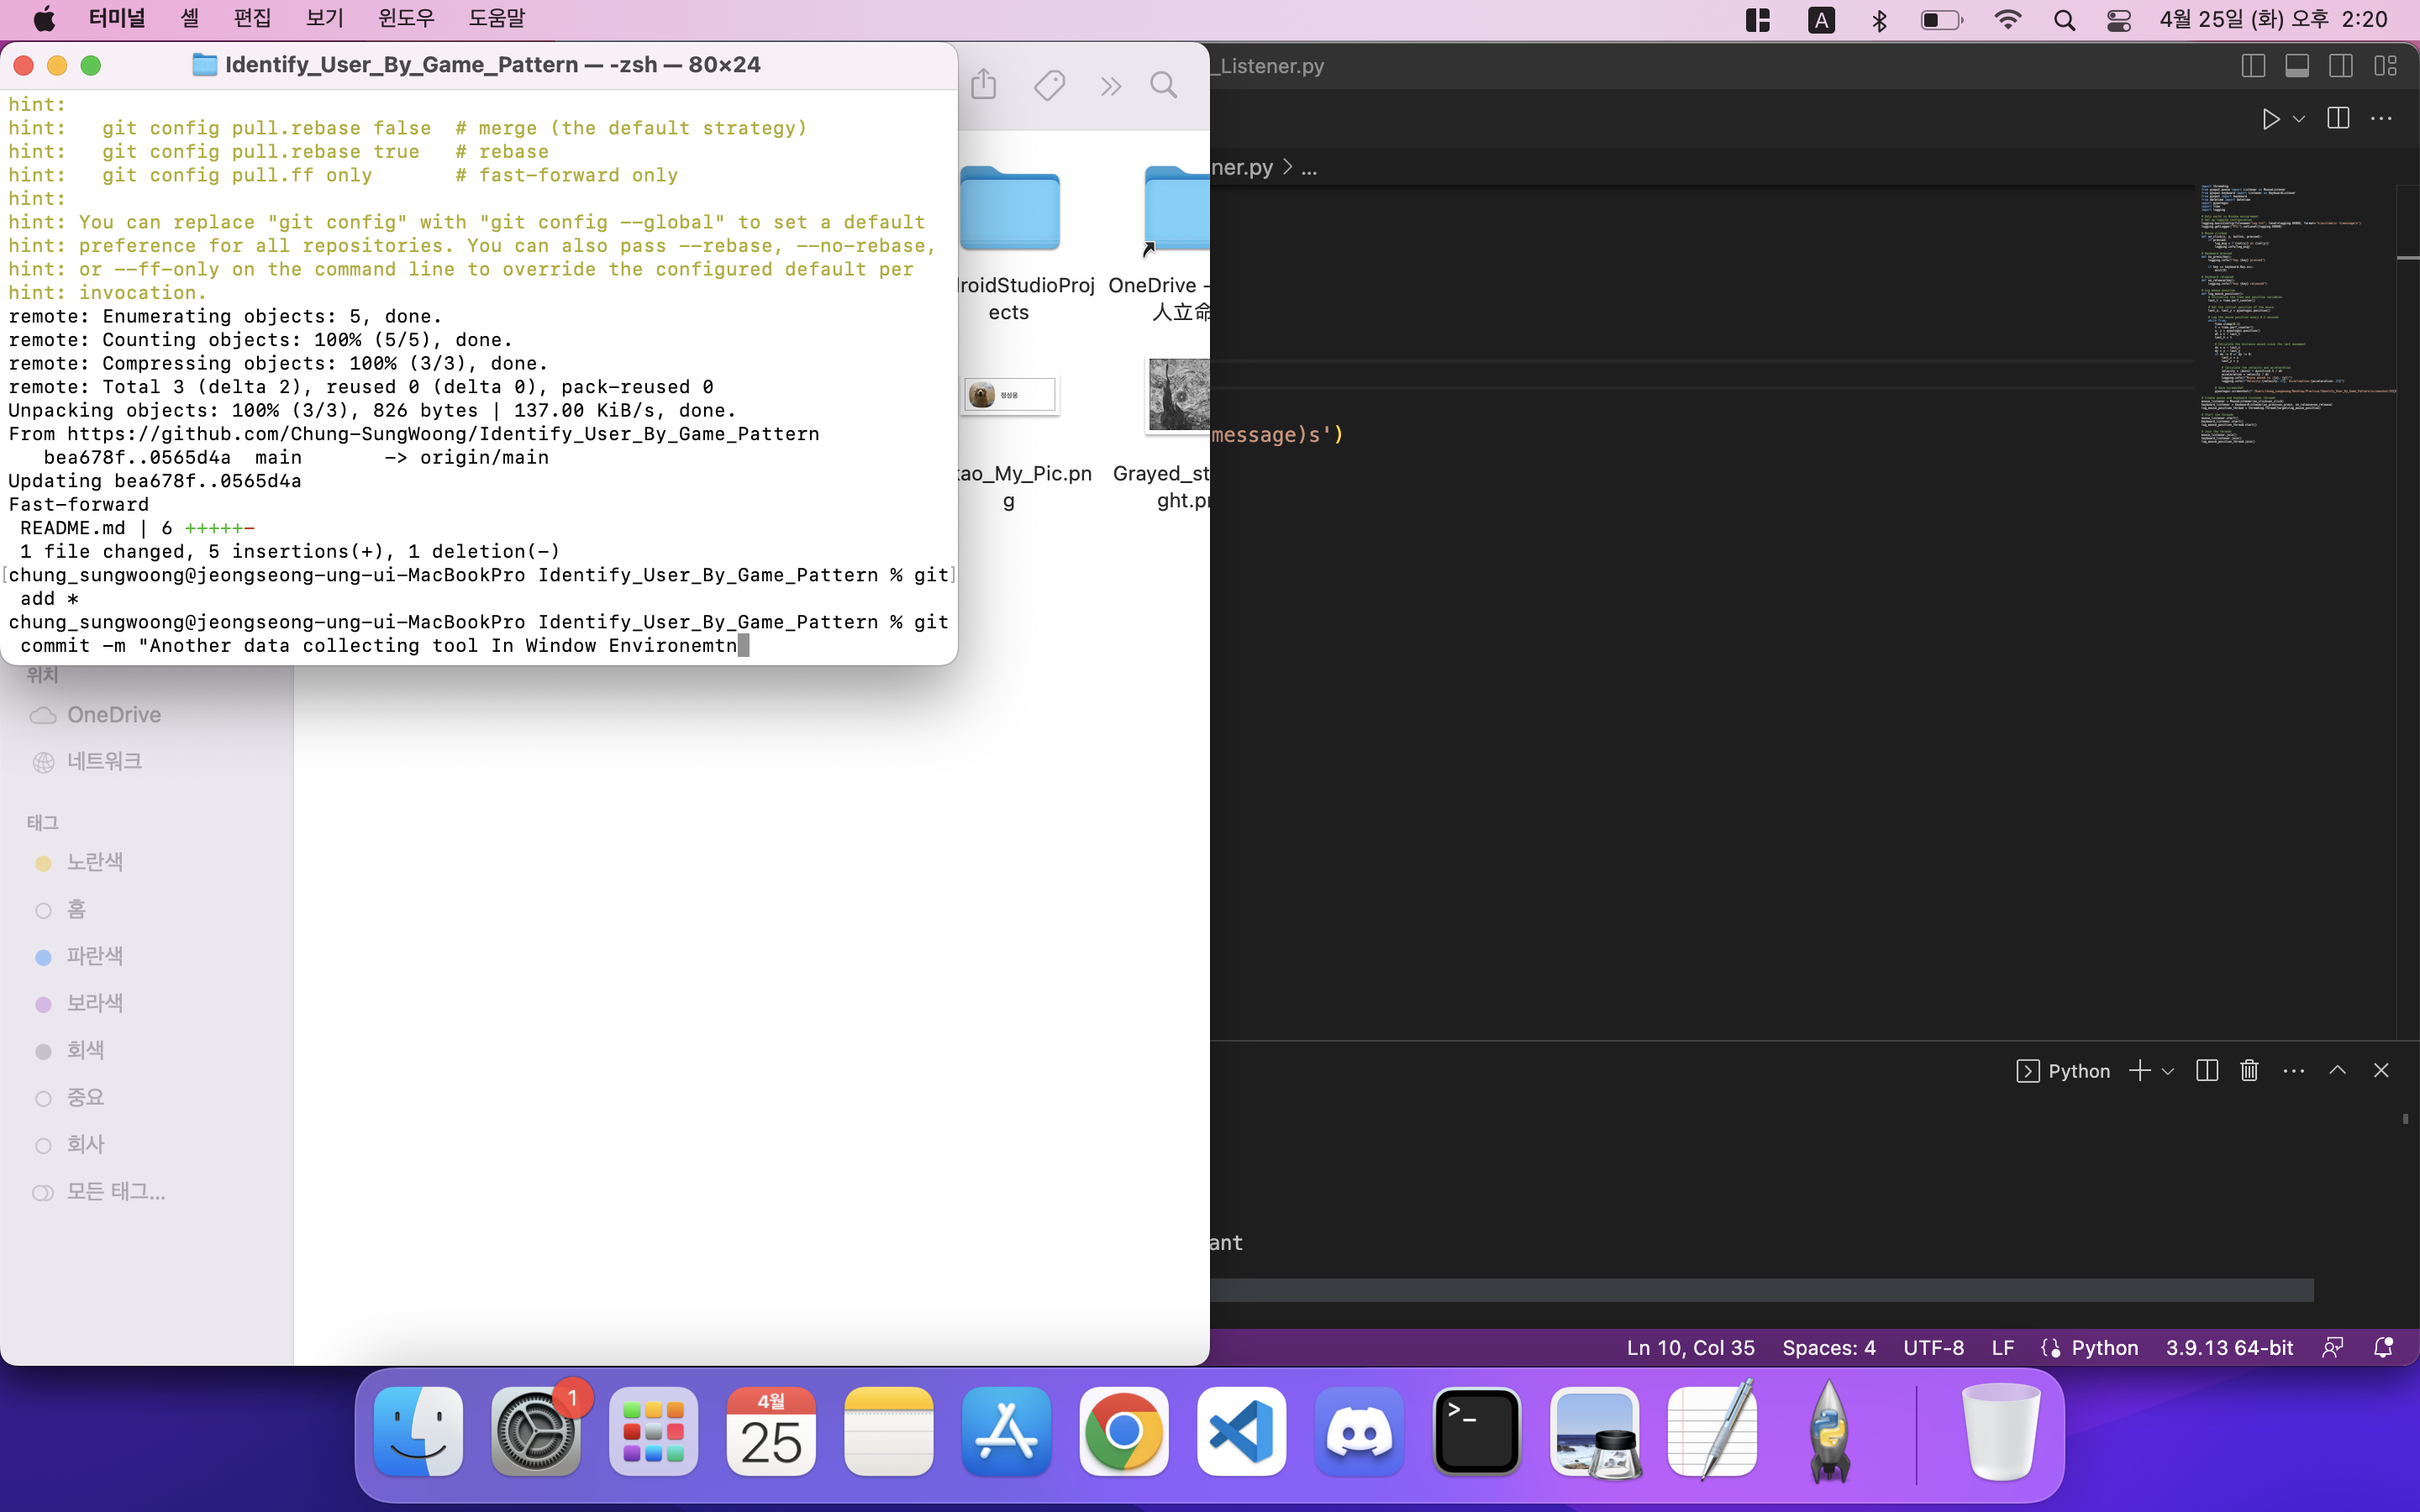 터미널 셸 편집 보기 윈도우 도움말
A 4월 25일 (화) 오후 2:20
Identify_User_By_Game_Pattern — -zsh — 80×24
hint:
hint:   git config pull.rebase false  # merge (the default strategy)
hint:   git config pull.rebase true   # rebase
hint:   git config pull.ff only       # fast-forward only
hint:
hint: You can replace "git config" with "git config --global" to set a default
hint: preference for all repositories. You can also pass --rebase, --no-rebase,
hint: or --ff-only on the command line to override the configured default per
hint: invocation.
remote: Enumerating objects: 5, done.
remote: Counting objects: 100% (5/5), done.
remote: Compressing objects: 100% (3/3), done.
remote: Total 3 (delta 2), reused 0 (delta 0), pack-reused 0
Unpacking objects: 100% (3/3), 826 bytes | 137.00 KiB/s, done.
From https://github.com/Chung-SungWoong/Identify_User_By_Game_Pattern
   bea678f..0565d4a  main       -> origin/main
Updating bea678f..0565d4a
Fast-forward
 README.md | 6 +++++-
 1 file changed, 5 insertions(+), 1 deletion(-)
[chung_sungwoong@jeongseong-ung-ui-MacBookPro Identify_User_By_Game_Pattern % git]
 add *
chung_sungwoong@jeongseong-ung-ui-MacBookPro Identify_User_By_Game_Pattern % git
 commit -m "Another data collecting tool In Window Environemtn
roidStudioProj
ects
OneDrive -
人立命
정성웅
ao_My_Pic.pn
g
Grayed_st
ght.pr
위치
OneDrive
네트워크
태그
노란색
홈
파란색
보라색
회색
중요
회사
모든 태그...
_Listener.py
ner.py > ...
message)s')
Python
ant
Ln 10, Col 35 Spaces: 4 UTF-8 LF Python 3.9.13 64-bit
1
4월
25
>_